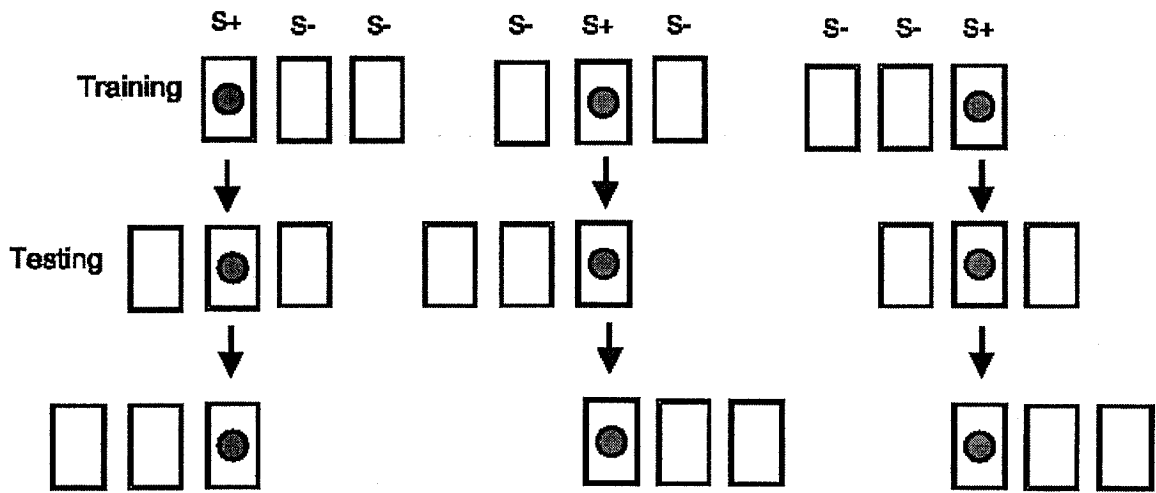 S+ S- S- S- S+ S- S- S- S+
Training
Testing